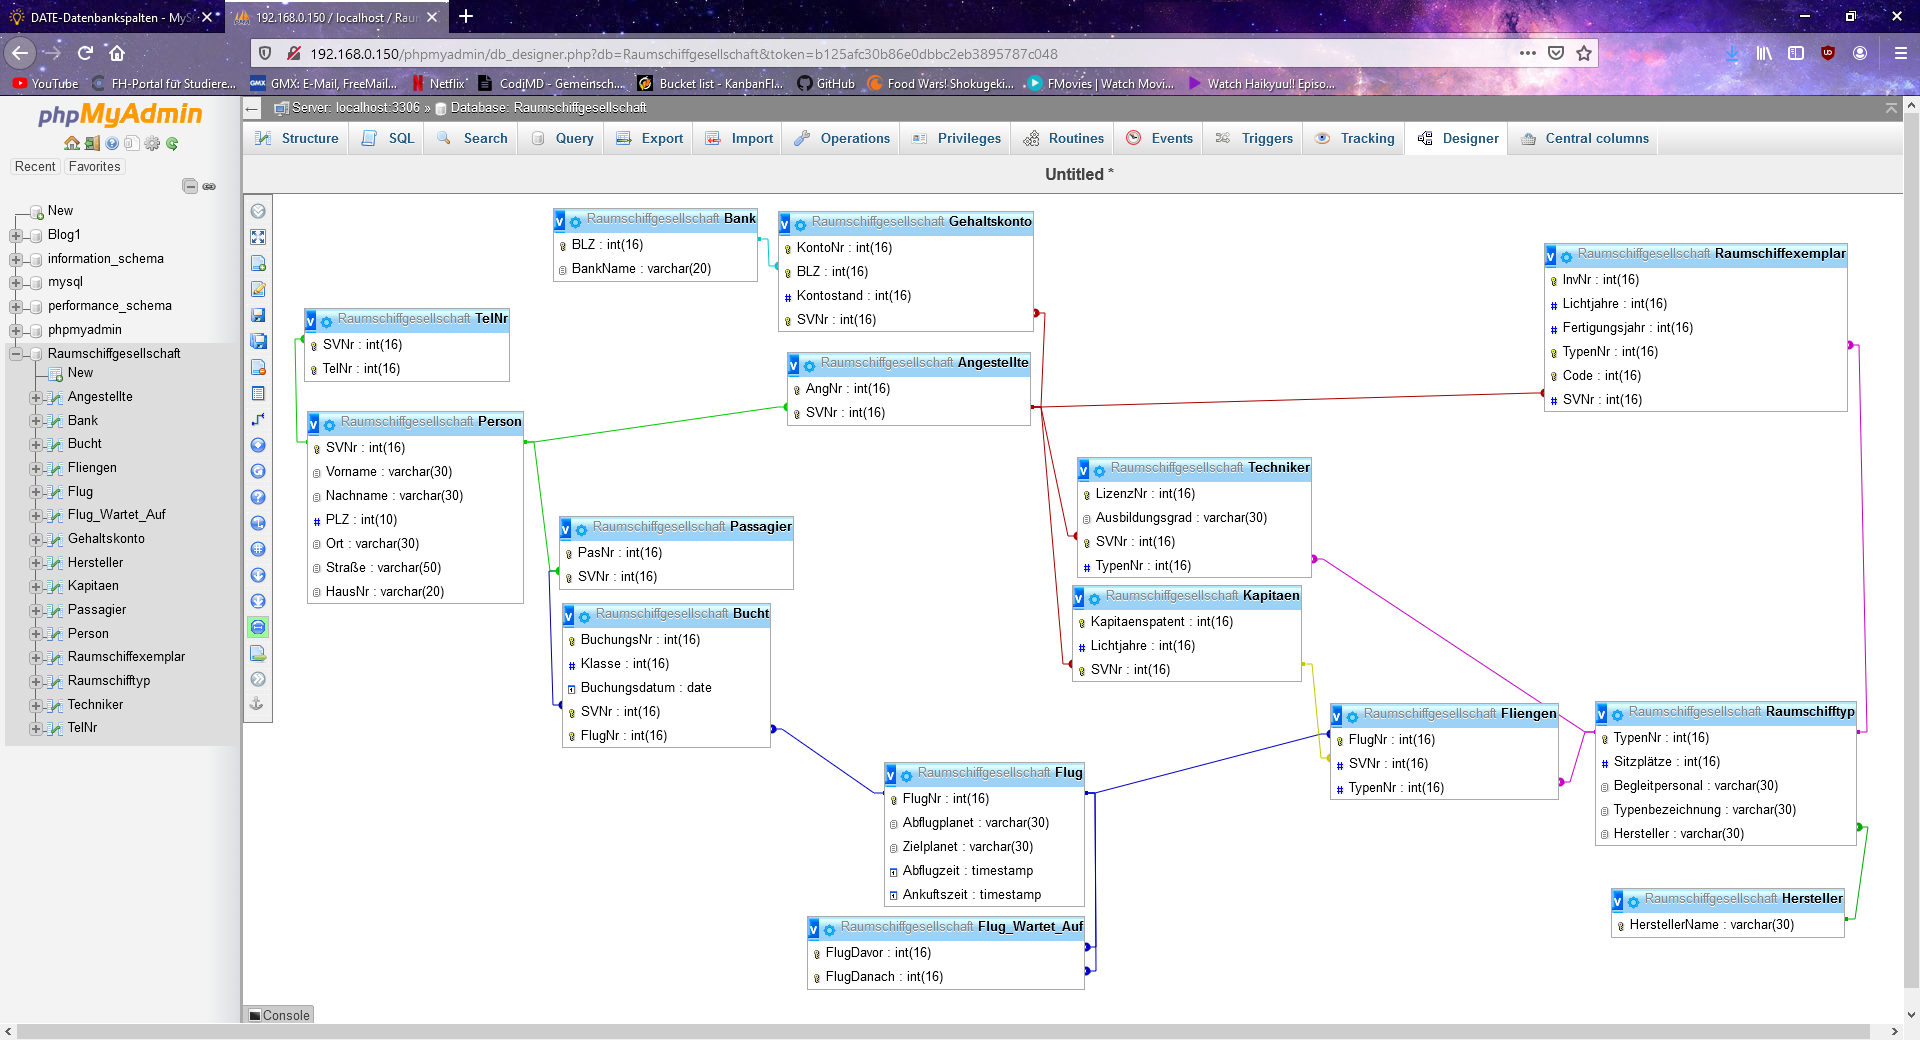 DATE-Datenbankspalten - MyS
192.168.0.150 / localhost / Rau
192.168.0.150/phpmyadmin/db_designer.php?db=Raumschiffgesellschaft&token=b125afc30b86e0dbbc2eb3895787c048
YouTube
FH-Portal für Studiere...
GMX: E-Mail, FreeMail...
Netflix
CodiMD - Gemeinsch...
Bucket list - KanbanFl...
GitHub
Food Wars! Shokugeki...
FMovies | Watch Movi...
Watch Haikyuu!! Episo...
phpMyAdmin
Server: localhost:3306 » Database: Raumschiffgesellschaft
Structure
SQL
Search
Query
Export
Import
Operations
Privileges
Routines
Events
Triggers
Tracking
Designer
Central columns
Recent
Favorites
Untitled *
New
Blog1
information_schema
mysql
performance_schema
phpmyadmin
Raumschiffgesellschaft
New
Angestellte
Bank
Bucht
Fliengen
Flug
Flug_Wartet_Auf
Gehaltskonto
Hersteller
Kapitaen
Passagier
Person
Raumschiffexemplar
Raumschifftyp
Techniker
TelNr
Raumschiffgesellschaft Bank
BLZ : int(16)
BankName : varchar(20)
Raumschiffgesellschaft Gehaltskonto
KontoNr : int(16)
BLZ : int(16)
Kontostand : int(16)
SVNr : int(16)
Raumschiffgesellschaft Raumschiffexemplar
InvNr : int(16)
Lichtjahre : int(16)
Fertigungsjahr : int(16)
TypenNr : int(16)
Code : int(16)
SVNr : int(16)
Raumschiffgesellschaft TelNr
SVNr : int(16)
TelNr : int(16)
Raumschiffgesellschaft Angestellte
AngNr : int(16)
SVNr : int(16)
Raumschiffgesellschaft Person
SVNr : int(16)
Vorname : varchar(30)
Nachname : varchar(30)
PLZ : int(10)
Ort : varchar(30)
Straße : varchar(50)
HausNr : varchar(20)
Raumschiffgesellschaft Techniker
LizenzNr : int(16)
Ausbildungsgrad : varchar(30)
SVNr : int(16)
TypenNr : int(16)
Raumschiffgesellschaft Passagier
PasNr : int(16)
SVNr : int(16)
Raumschiffgesellschaft Kapitaen
Kapitaenspatent : int(16)
Lichtjahre : int(16)
SVNr : int(16)
Raumschiffgesellschaft Bucht
BuchungsNr : int(16)
Klasse : int(16)
Buchungsdatum : date
SVNr : int(16)
FlugNr : int(16)
Raumschiffgesellschaft Fliengen
FlugNr : int(16)
SVNr : int(16)
TypenNr : int(16)
Raumschiffgesellschaft Raumschifftyp
TypenNr : int(16)
Sitzplätze : int(16)
Begleitpersonal : varchar(30)
Typenbezeichnung : varchar(30)
Hersteller : varchar(30)
Raumschiffgesellschaft Flug
FlugNr : int(16)
Abflugplanet : varchar(30)
Zielplanet : varchar(30)
Abflugzeit : timestamp
Ankuftszeit : timestamp
Raumschiffgesellschaft Hersteller
HerstellerName : varchar(30)
Raumschiffgesellschaft Flug_Wartet_Auf
FlugDavor : int(16)
FlugDanach : int(16)
Console